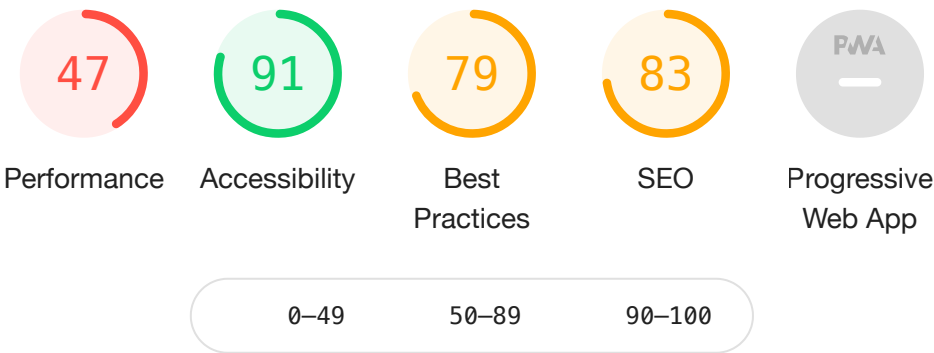 47 91 79 83 PWA
Performance Accessibility Best Practices SEO Progressive Web App
0–49 50–89 90–100